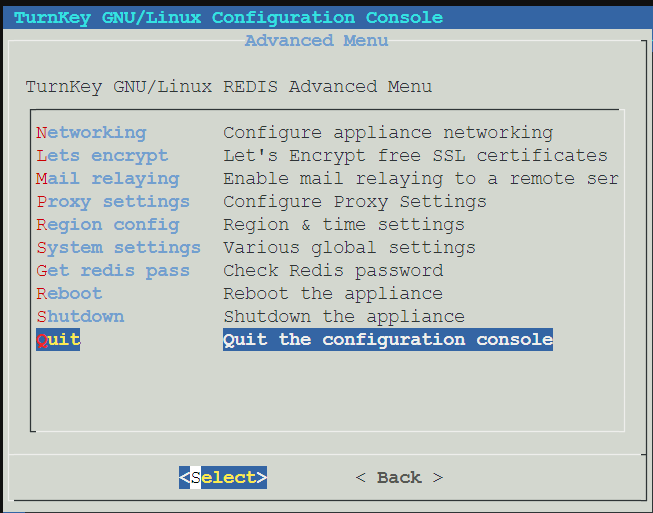 TurnKey GNU/Linux Configuration Console
Advanced Menu
TurnKey GNU/Linux REDIS Advanced Menu
Networking Configure appliance networking
Lets encrypt Let's Encrypt free SSL certificates
Mail relaying Enable mail relaying to a remote ser
Proxy settings Configure Proxy Settings
Region config Region & time settings
System settings Various global settings
Get redis pass Check Redis password
Reboot Reboot the appliance
Shutdown Shutdown the appliance
Quit Quit the configuration console
<Select> < Back >